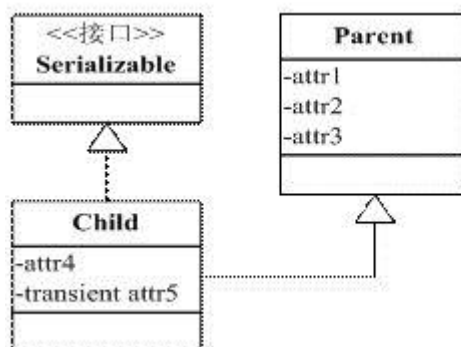 <<接口>>
Serializable
Parent
-attr1
-attr2
-attr3
Child
-attr4
-transient attr5